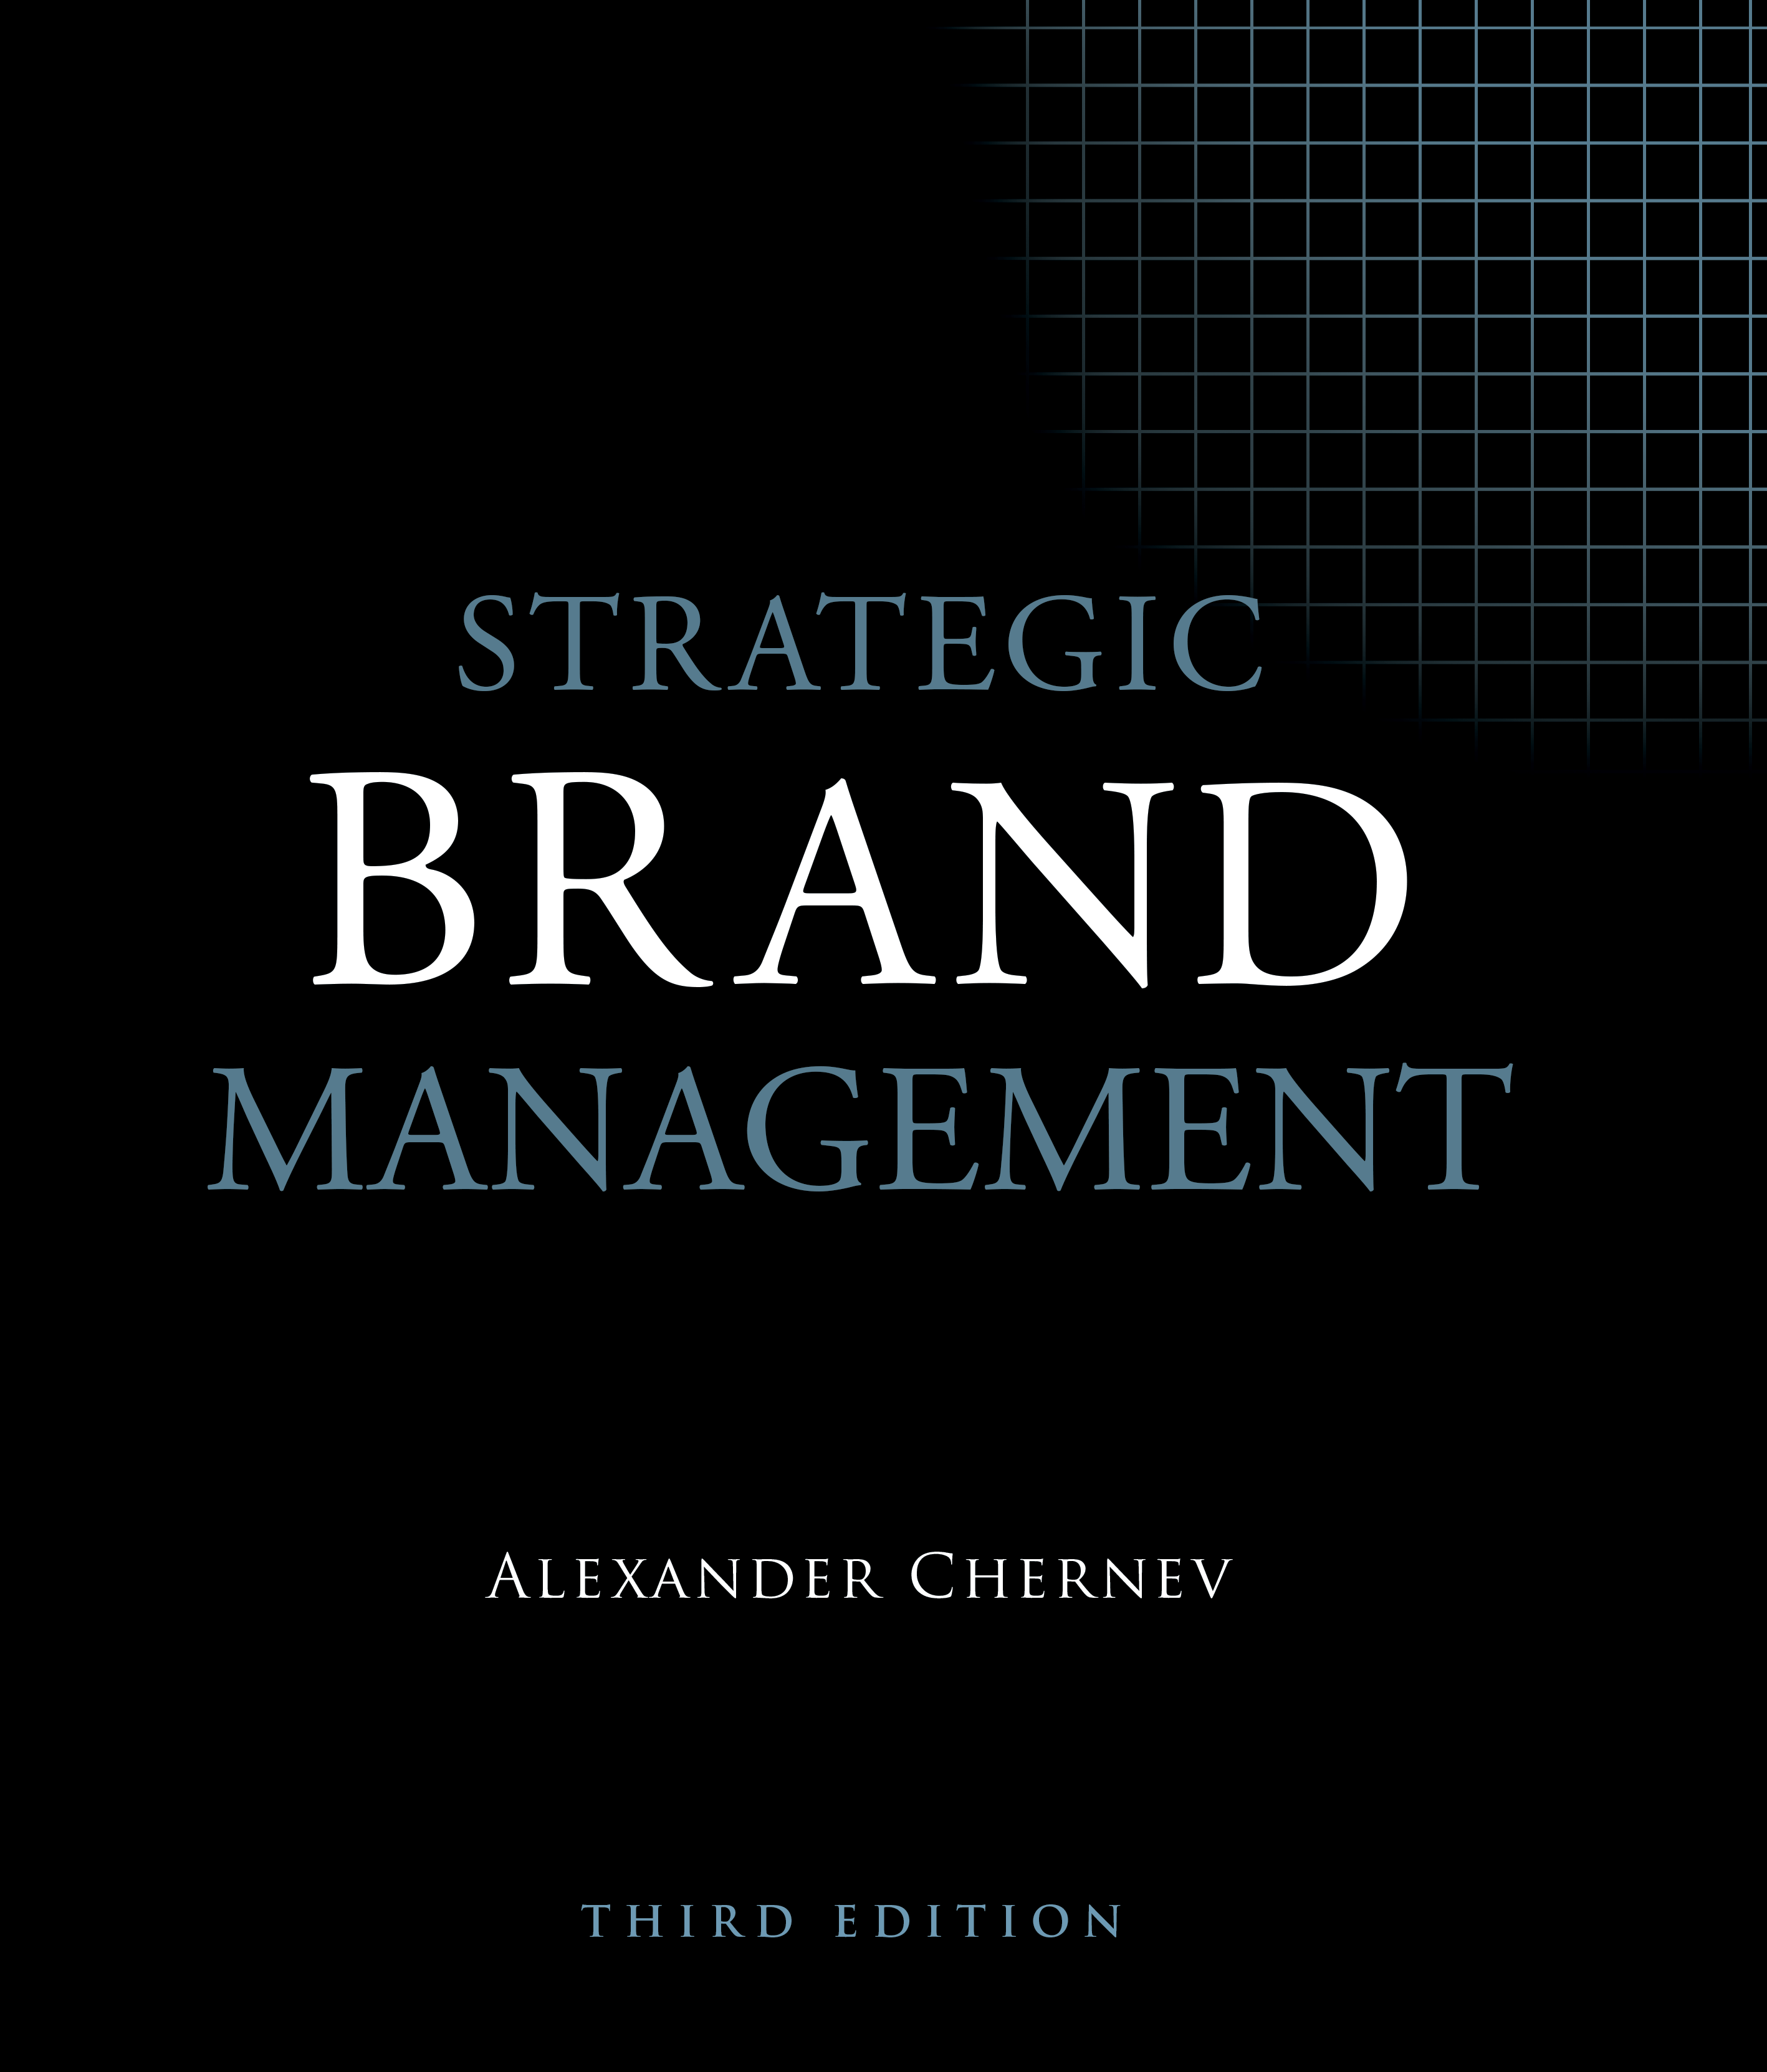 STRATEGIC
BRAND
MANAGEMENT
ALEXANDER CHERNEV
THIRD EDITION